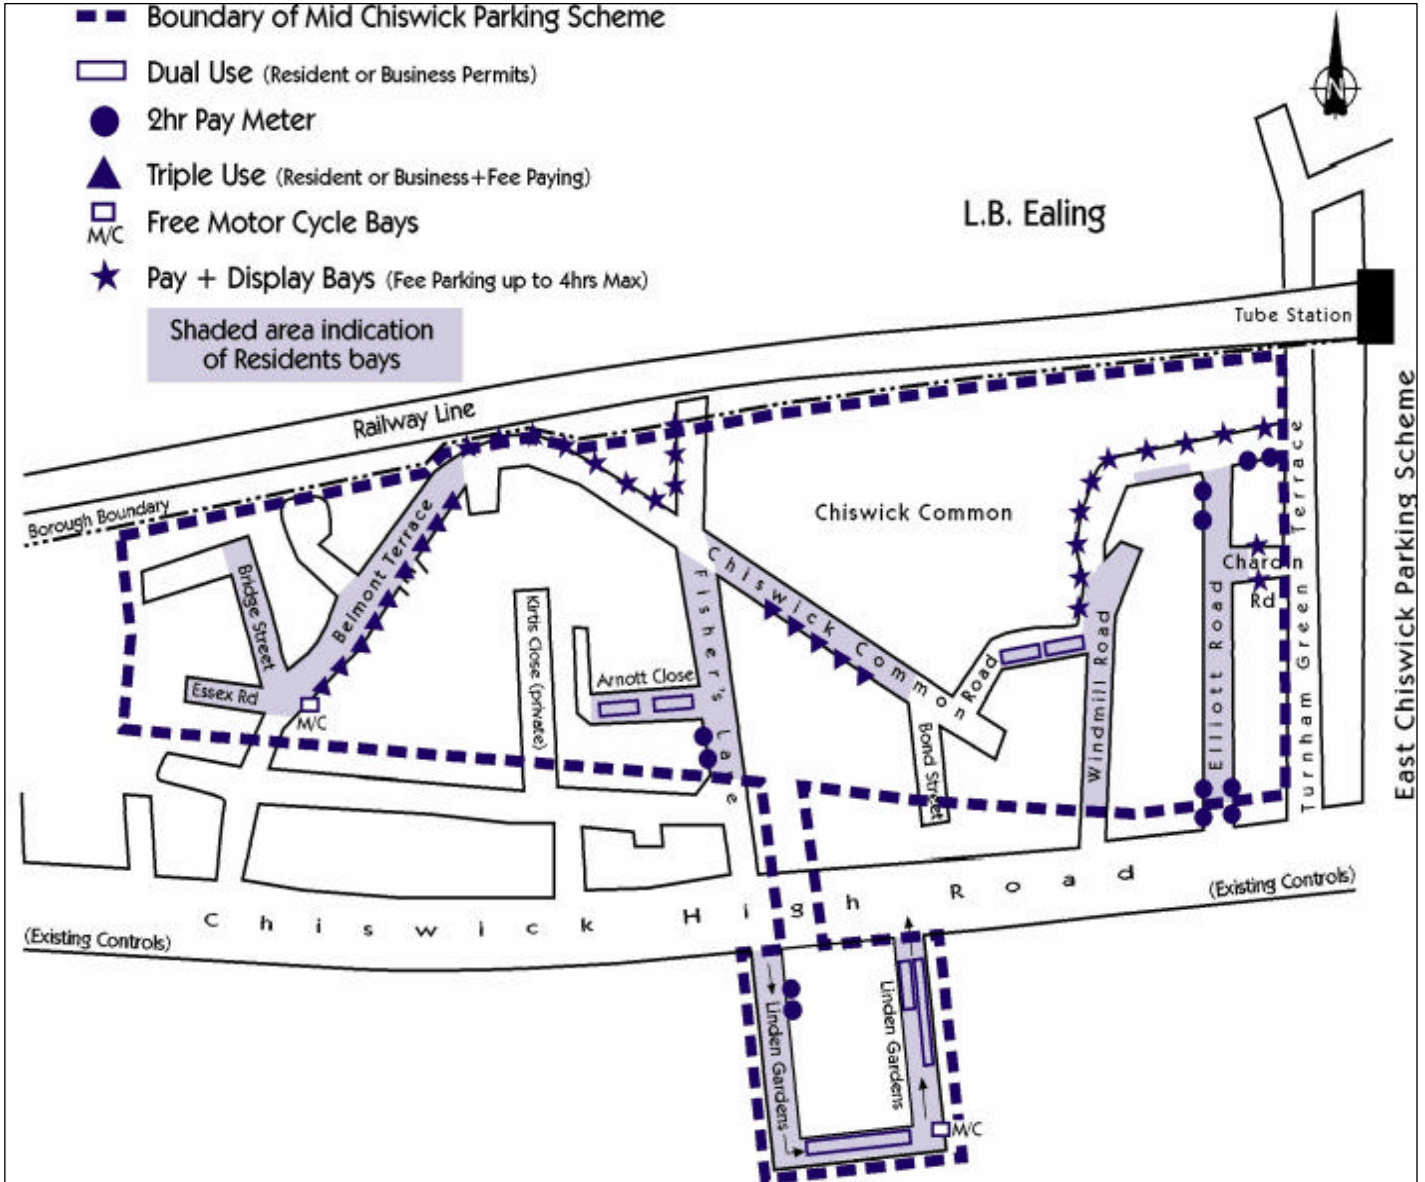 Boundary of Mid Chiswick Parking Scheme
Dual Use (Resident or Business Permits)
2hr Pay Meter
Triple Use (Resident or Business+Fee Paying)
M/C
Free Motor Cycle Bays
Pay + Display Bays (Fee Parking up to 4hrs Max)
Shaded area indication
of Residents bays
N
L.B. Ealing
Tube Station
Railway Line
Borough Boundary
East Chiswick Parking Scheme
Chiswick Common
Turnham Green Terrace
Chardin
Rd
Elliott Road
Windmill Road
Chiswick Common Road
Bond Street
Fisher's Lane
Arnott Close
Kirtis Close (private)
Belmont Terrace
Bridge Street
Essex Rd
M/C
Chiswick High Road
(Existing Controls)
(Existing Controls)
Linden Gardens
Linden Gardens
M/C